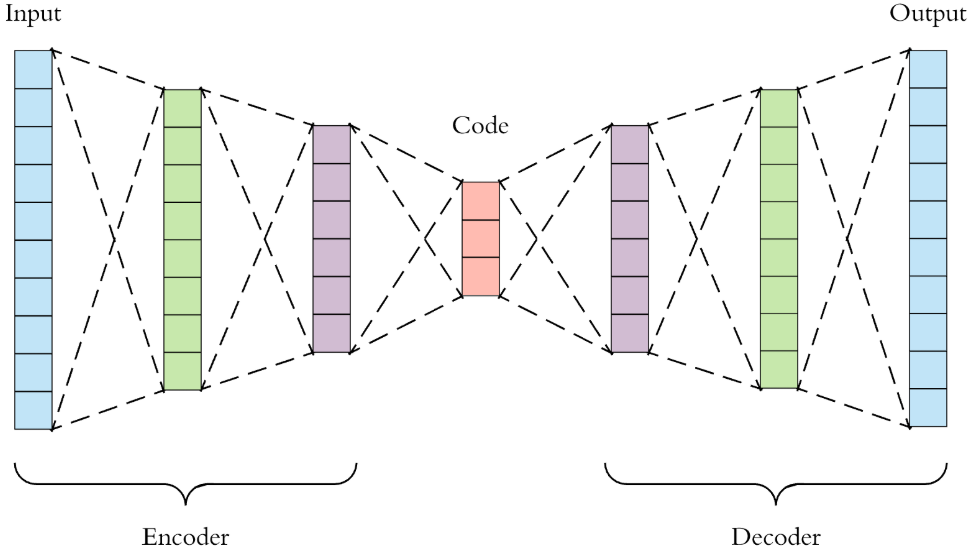 Input
Output
Code
Encoder
Decoder